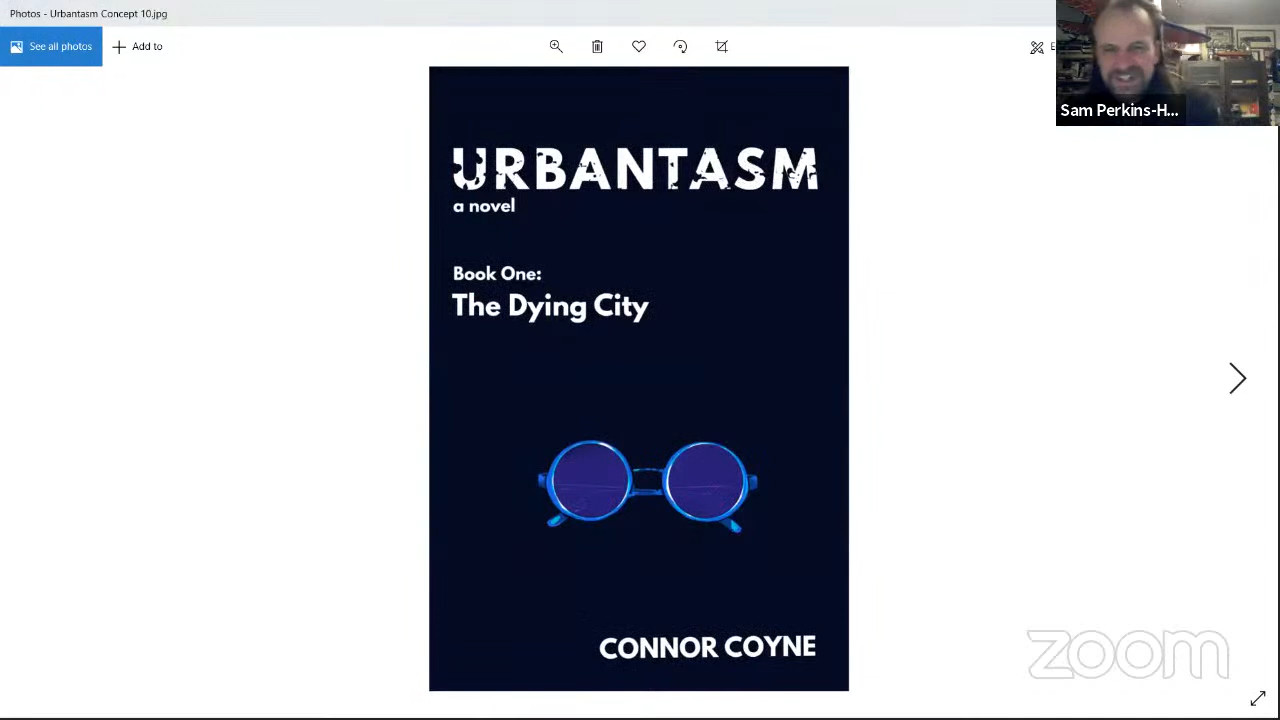 Photos - Urbantasm Concept 10.jpg
See all photos
Add to
Sam Perkins-H...
URBANTASM
a novel
Book One:
The Dying City
CONNOR COYNE
zoom